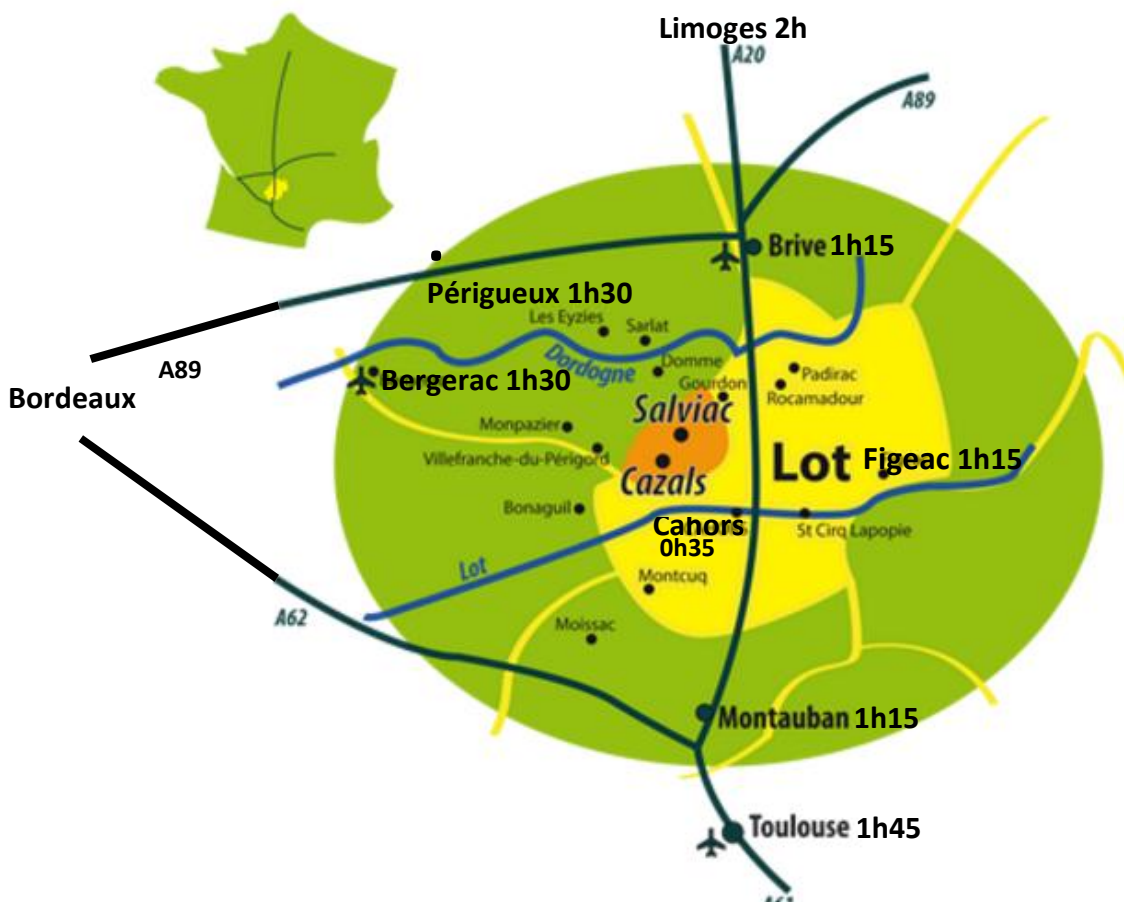 Limoges 2h
A20
A89
Brive 1h15
Périgueux 1h30
Les Eyzies
Sarlat
Dordogne
Domme
A89
Bergerac 1h30
Gourdon
Padirac
Rocamadour
Bordeaux
Salviac
Monpazier
Villefranche-du-Périgord
Lot
Figeac 1h15
Cazals
Bonaguil
Cahors
0h35
St Cirq Lapopie
Lot
Montcuq
A62
Moissac
Montauban 1h15
Toulouse 1h45
A61